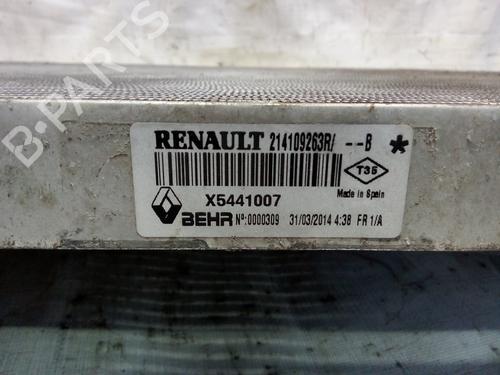 RENAULT 214109263R/ --B *
T35
X5441007
Made in Spain
BEHR Nº:0000309 31/03/2014 4:38 FR 1/A
B-PARTS